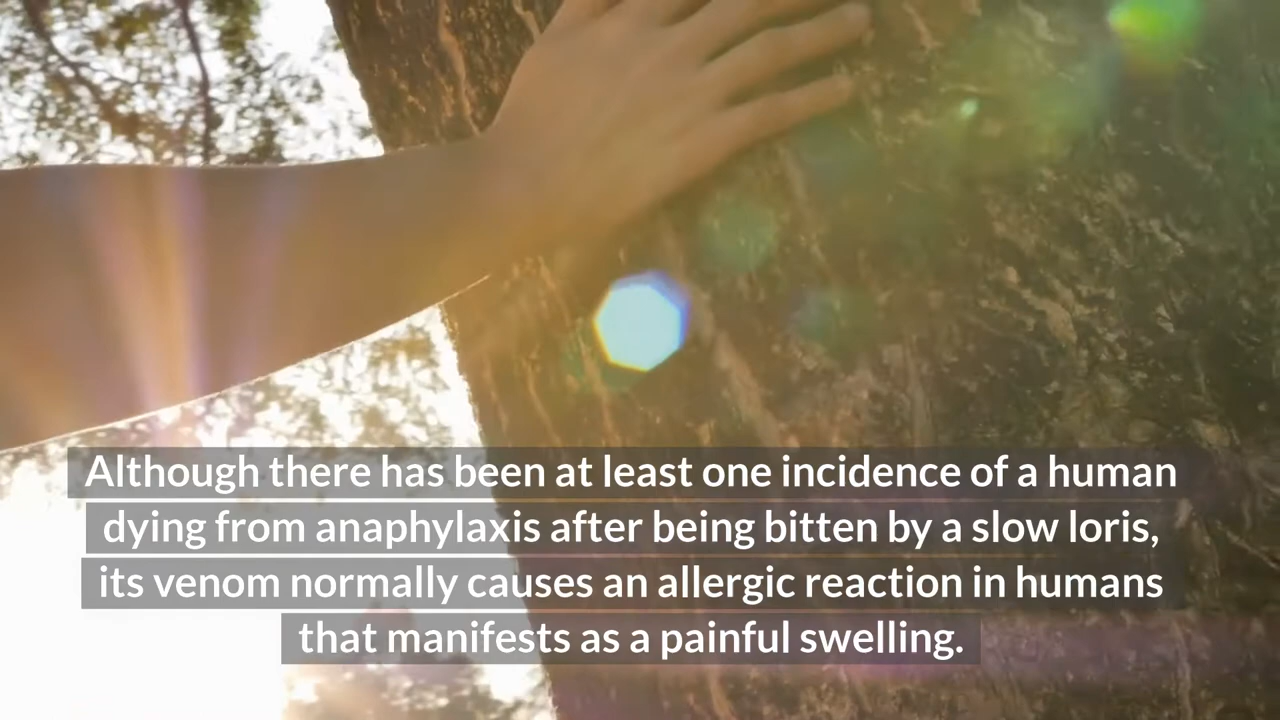 Although there has been at least one incidence of a human
dying from anaphylaxis after being bitten by a slow loris,
its venom normally causes an allergic reaction in humans
that manifests as a painful swelling.